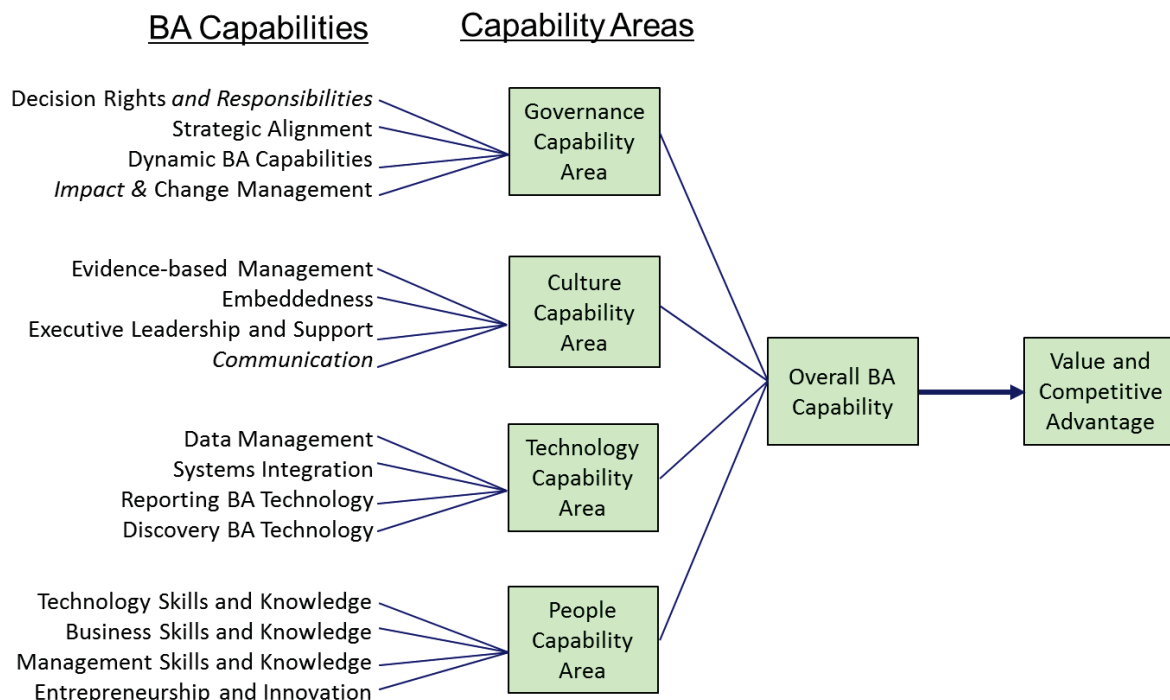 BA Capabilities
Capability Areas
Decision Rights and Responsibilities
Strategic Alignment
Dynamic BA Capabilities
Impact & Change Management
Governance
Capability
Area
Evidence-based Management
Embeddedness
Executive Leadership and Support
Communication
Culture
Capability
Area
Data Management
Systems Integration
Reporting BA Technology
Discovery BA Technology
Technology
Capability
Area
Technology Skills and Knowledge
Business Skills and Knowledge
Management Skills and Knowledge
Entrepreneurship and Innovation
People
Capability
Area
Overall BA
Capability
Value and
Competitive
Advantage